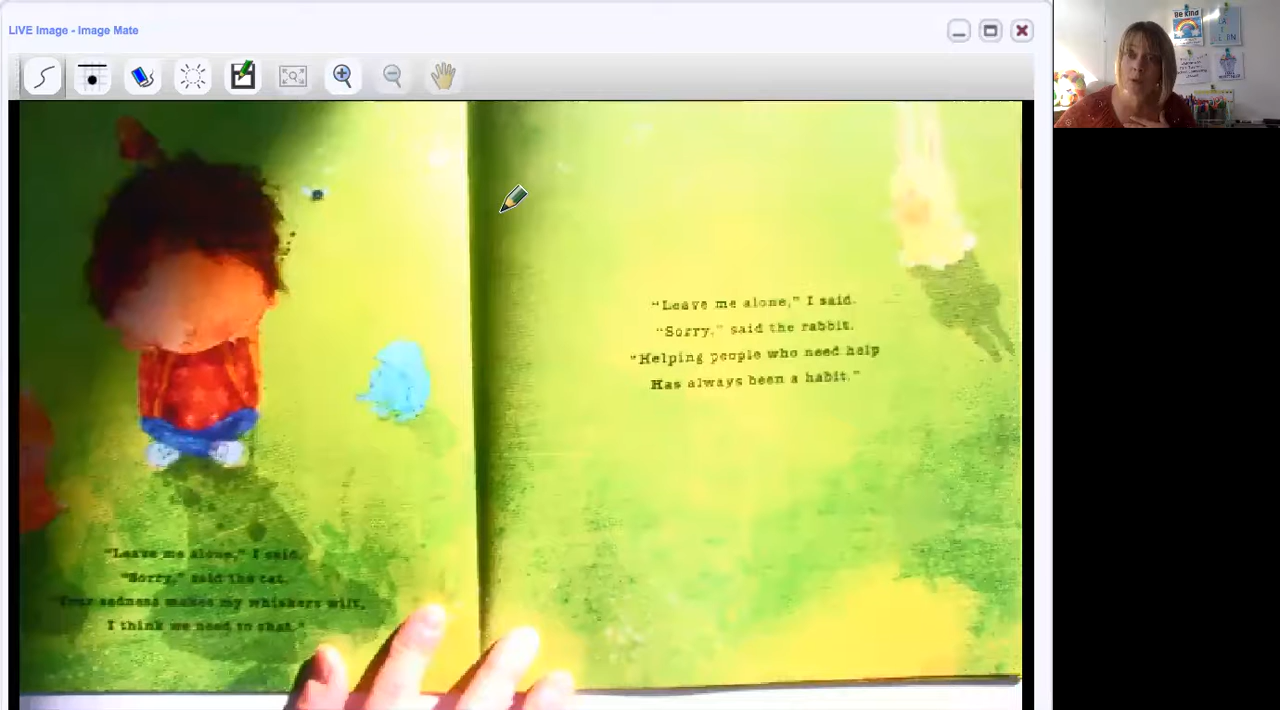 LIVE Image - Image Mate
Be Kind
"Leave me alone," I said.
"Sorry," said the cat.
"Your sadness makes my whiskers wilt,
I think we need to chat."
"Leave me alone," I said.
"Sorry," said the rabbit.
"Helping people who need help
Has always been a habit."